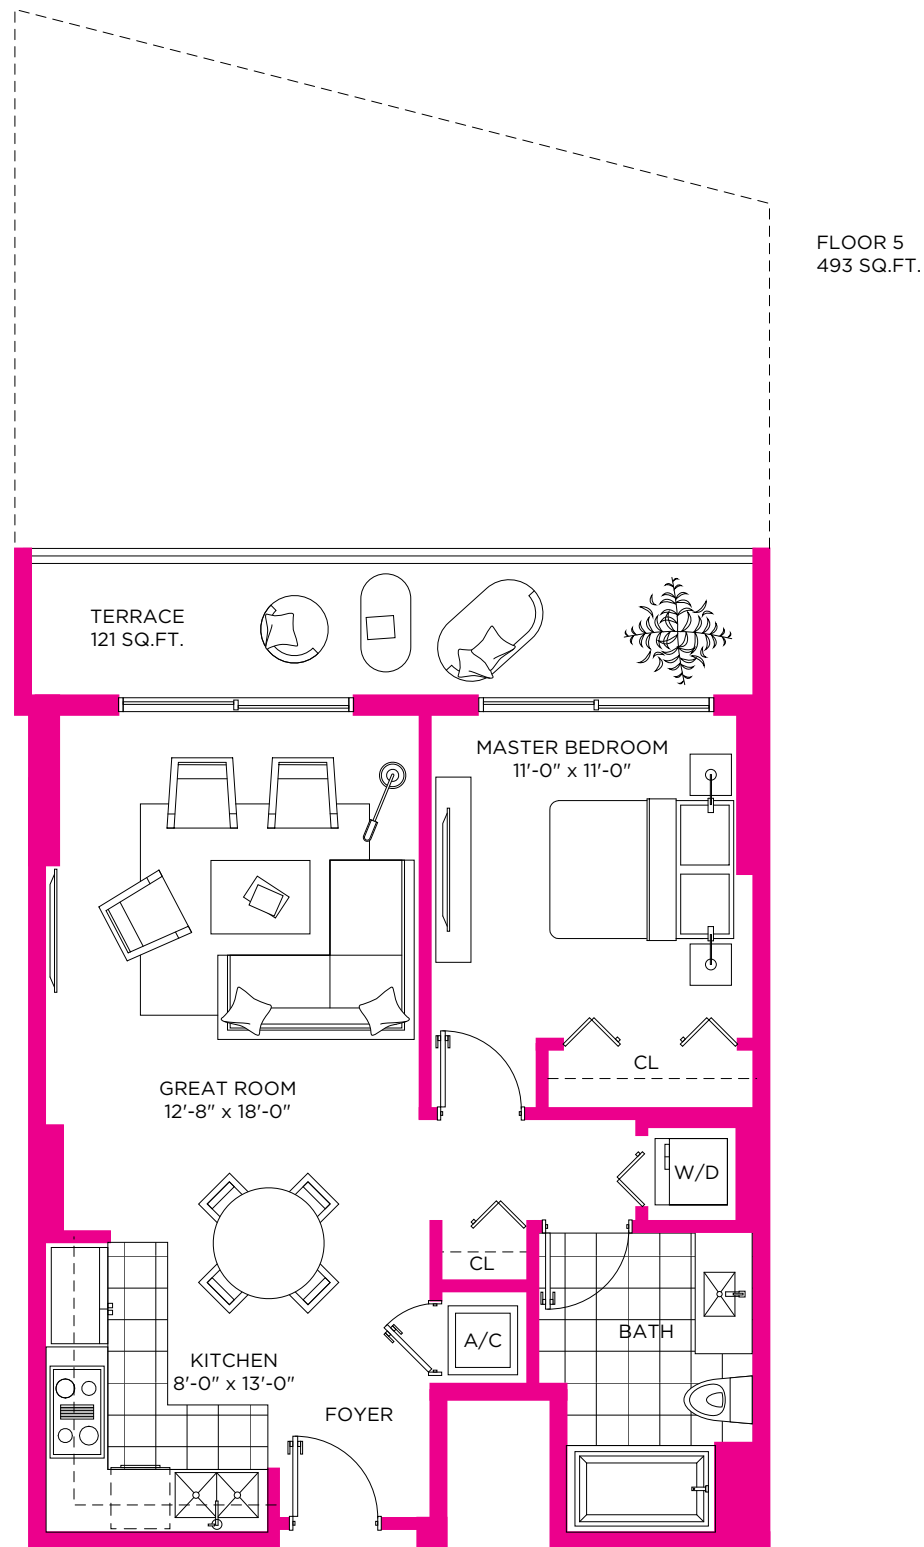 FLOOR 5
493 SQ.FT.
TERRACE
121 SQ.FT.
MASTER BEDROOM
11'-0" x 11'-0"
CL
GREAT ROOM
12'-8" x 18'-0"
W/D
CL
BATH
A/C
KITCHEN
8'-0" x 13'-0"
FOYER